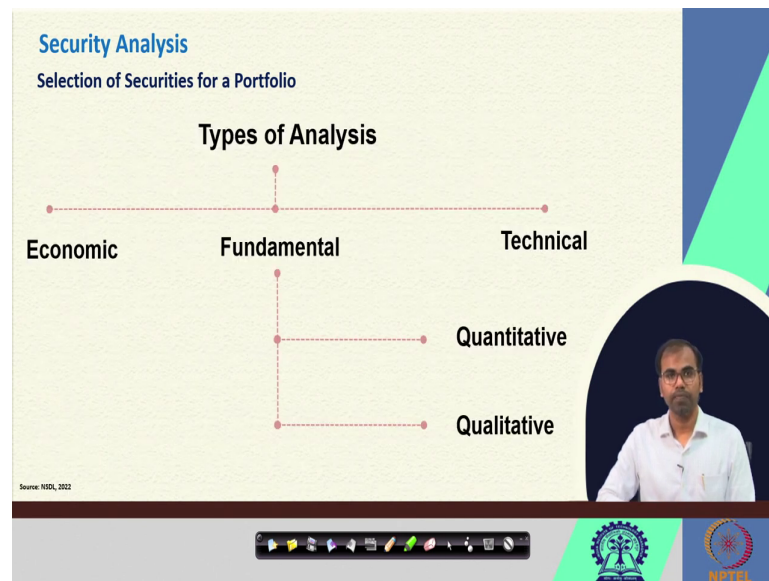 Security Analysis
Selection of Securities for a Portfolio
Types of Analysis
Economic
Fundamental
Technical
Quantitative
Qualitative
Source: NSDL, 2022
NPTEL